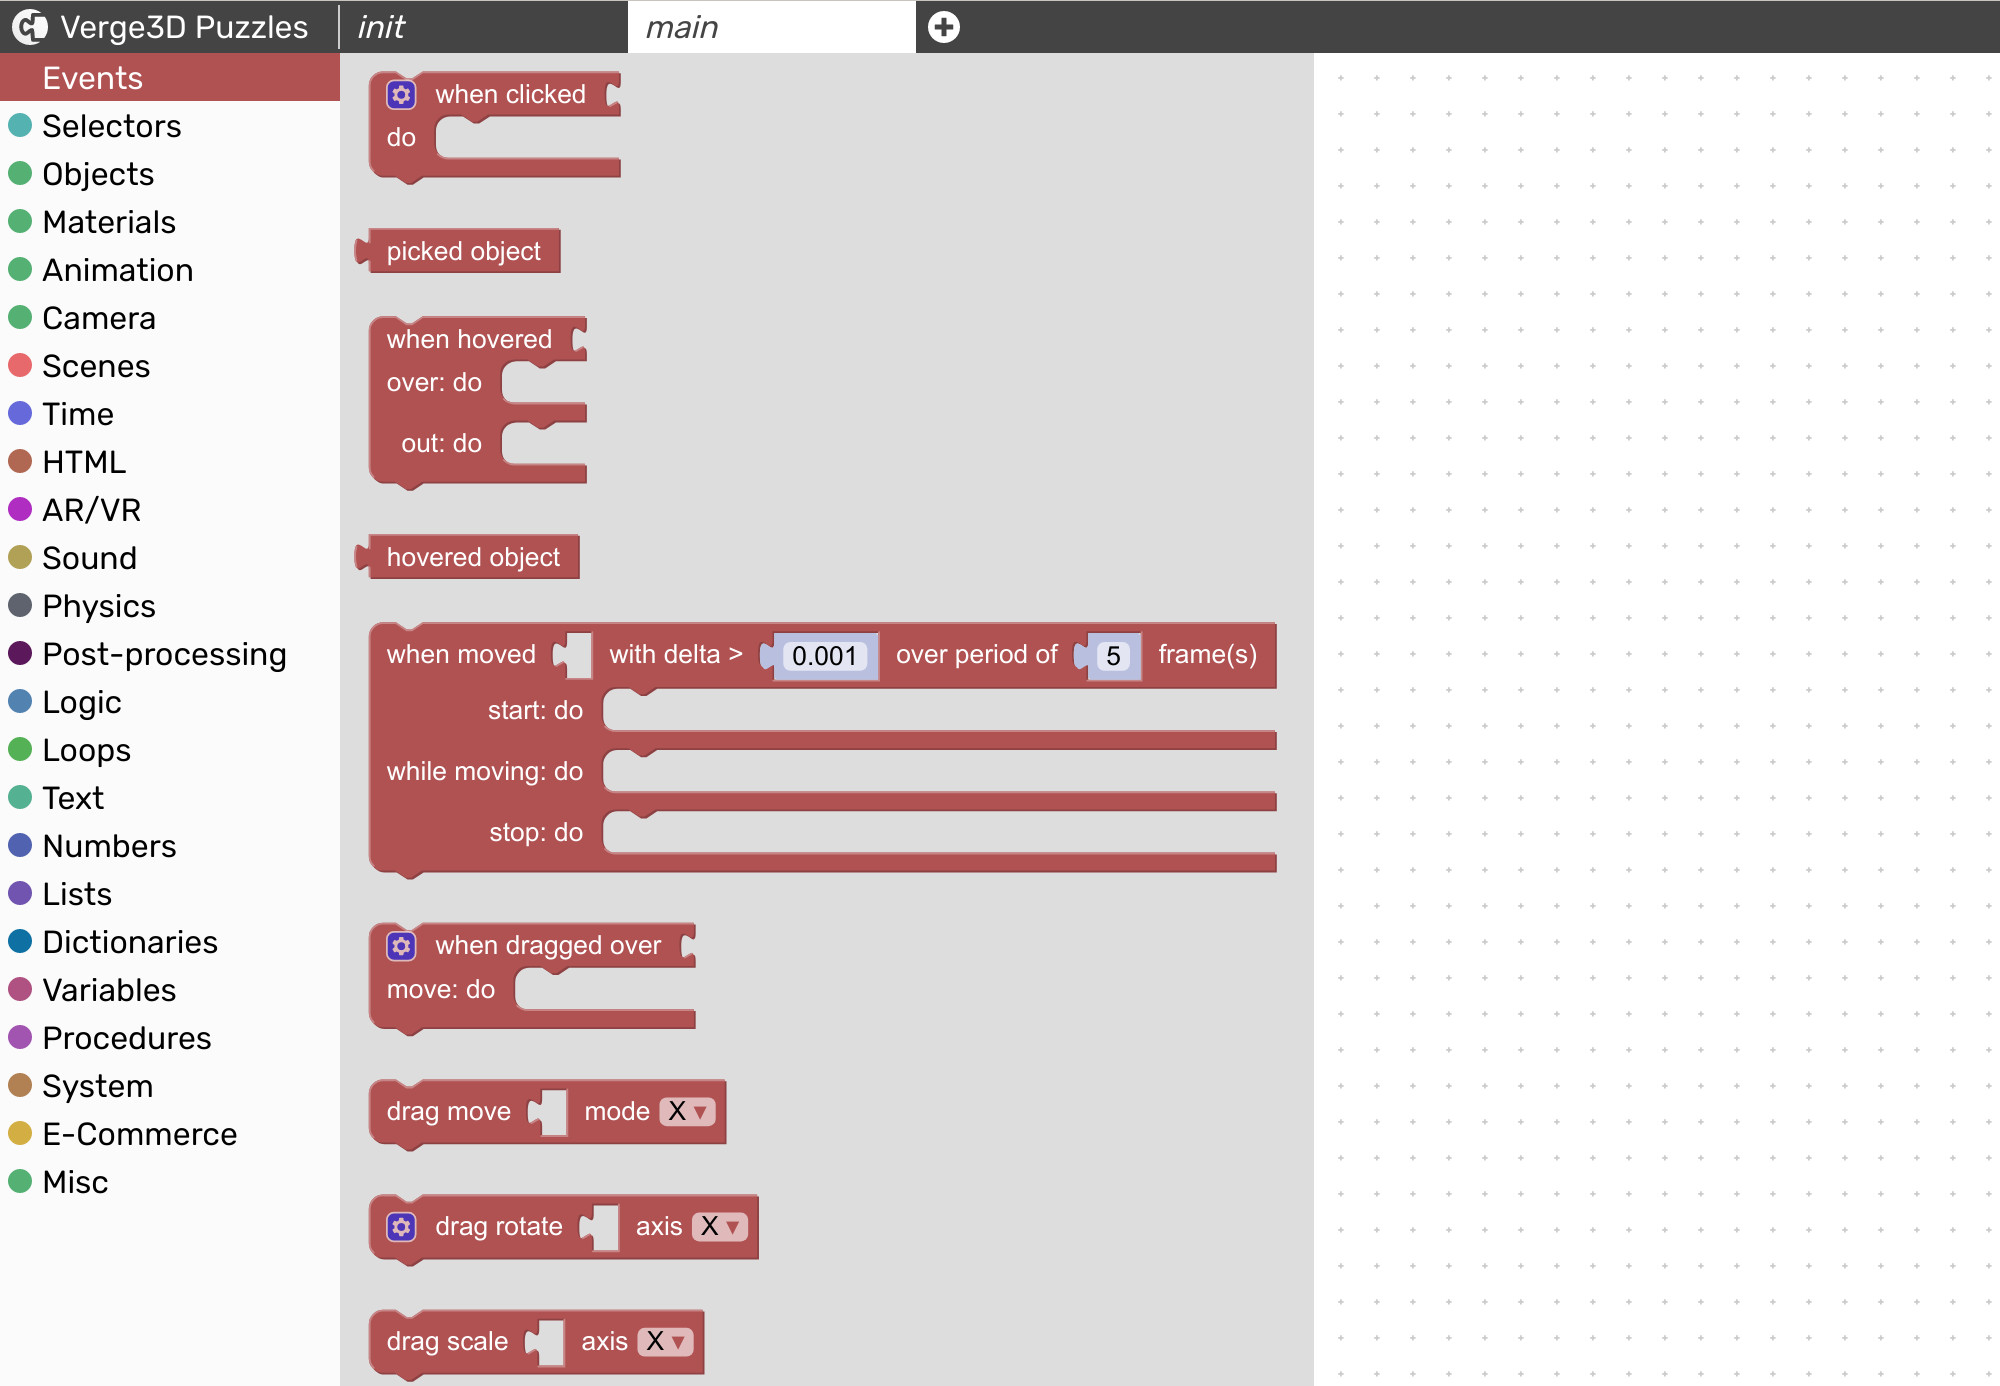 Verge3D Puzzles init main
Events
Selectors
Objects
Materials
Animation
Camera
Scenes
Time
HTML
AR/VR
Sound
Physics
Post-processing
Logic
Loops
Text
Numbers
Lists
Dictionaries
Variables
Procedures
System
E-Commerce
Misc
when clicked
do
picked object
when hovered
over: do
out: do
hovered object
when moved with delta > 0.001 over period of 5 frame(s)
start: do
while moving: do
stop: do
when dragged over
move: do
drag move mode X ▼
drag rotate axis X ▼
drag scale axis X ▼